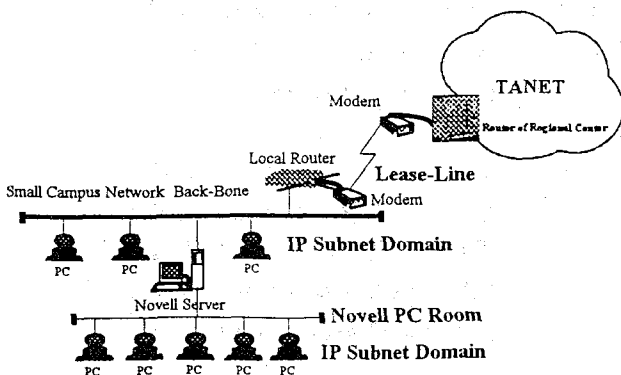 TANET
Modem
Router of Regional Center
Local Router
Lease-Line
Small Campus Network Back-Bone
Modem
IP Subnet Domain
PC
PC
PC
Novell Server
Novell PC Room
IP Subnet Domain
PC
PC
PC
PC
PC